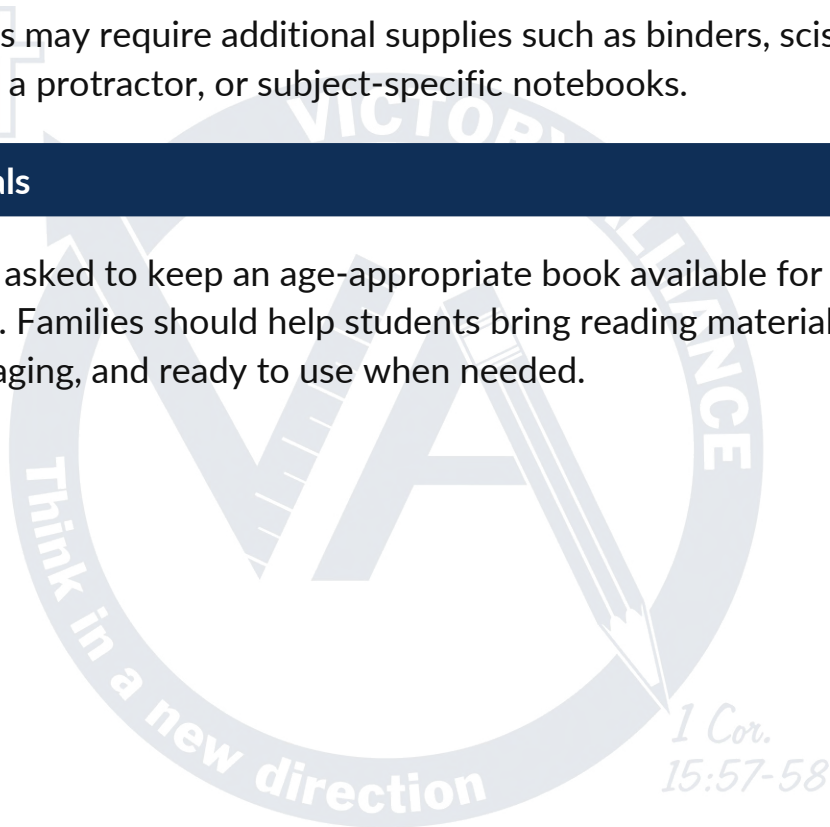 s may require additional supplies such as binders, scis
a protractor, or subject-specific notebooks.
VICTORY ALLIANCE
als
asked to keep an age-appropriate book available for
. Families should help students bring reading material
aging, and ready to use when needed.
Think in a new direction
1 Cor.
15:57-58